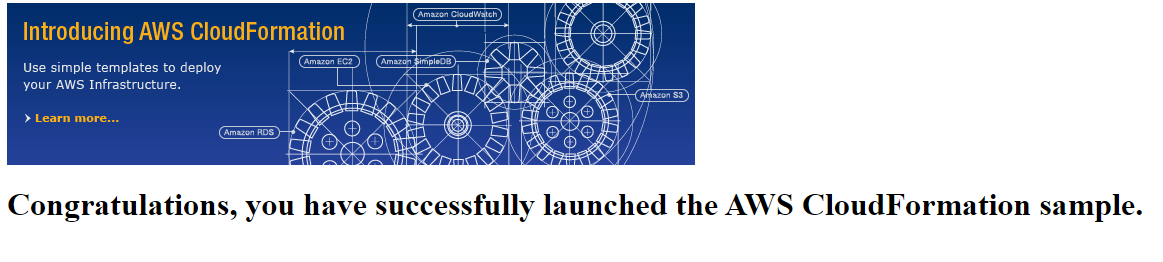 Introducing AWS CloudFormation
Use simple templates to deploy
your AWS Infrastructure.
Learn more...
Amazon CloudWatch
Amazon EC2
Amazon SimpleDB
Amazon S3
Amazon RDS
Congratulations, you have successfully launched the AWS CloudFormation sample.